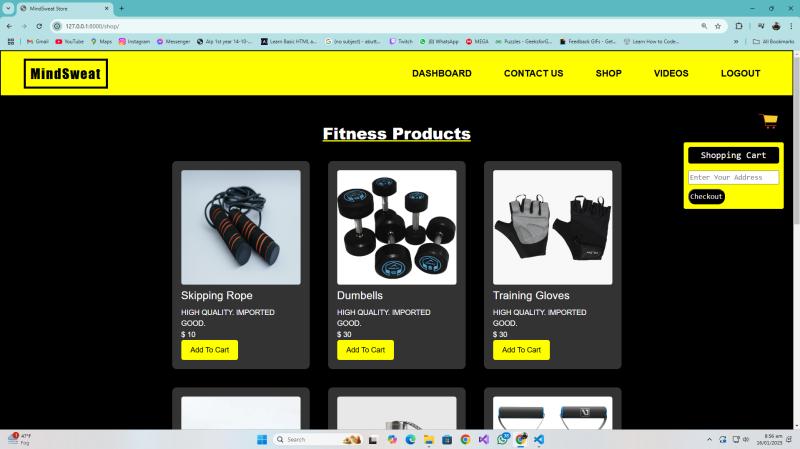 MindSweat Store
127.0.0.1:8000/shop/
Gmail
YouTube
Maps
Instagram
Messenger
Alp 1st year 14-10-...
Learn Basic HTML a...
(no subject) - abutt...
Twitch
(6) WhatsApp
MEGA
Puzzles - GeeksforG...
Feedback GIFs - Get...
Learn How to Code...
All Bookmarks
MindSweat
DASHBOARD
CONTACT US
SHOP
VIDEOS
LOGOUT
Fitness Products
Shopping Cart
Enter Your Address
Checkout
Skipping Rope
HIGH QUALITY. IMPORTED
GOOD.
$ 10
Add To Cart
Dumbells
HIGH QUALITY. IMPORTED
GOOD.
$ 30
Add To Cart
Training Gloves
HIGH QUALITY. IMPORTED
GOOD.
$ 30
Add To Cart
47°F
Fog
Search
8:56 am
16/01/2025